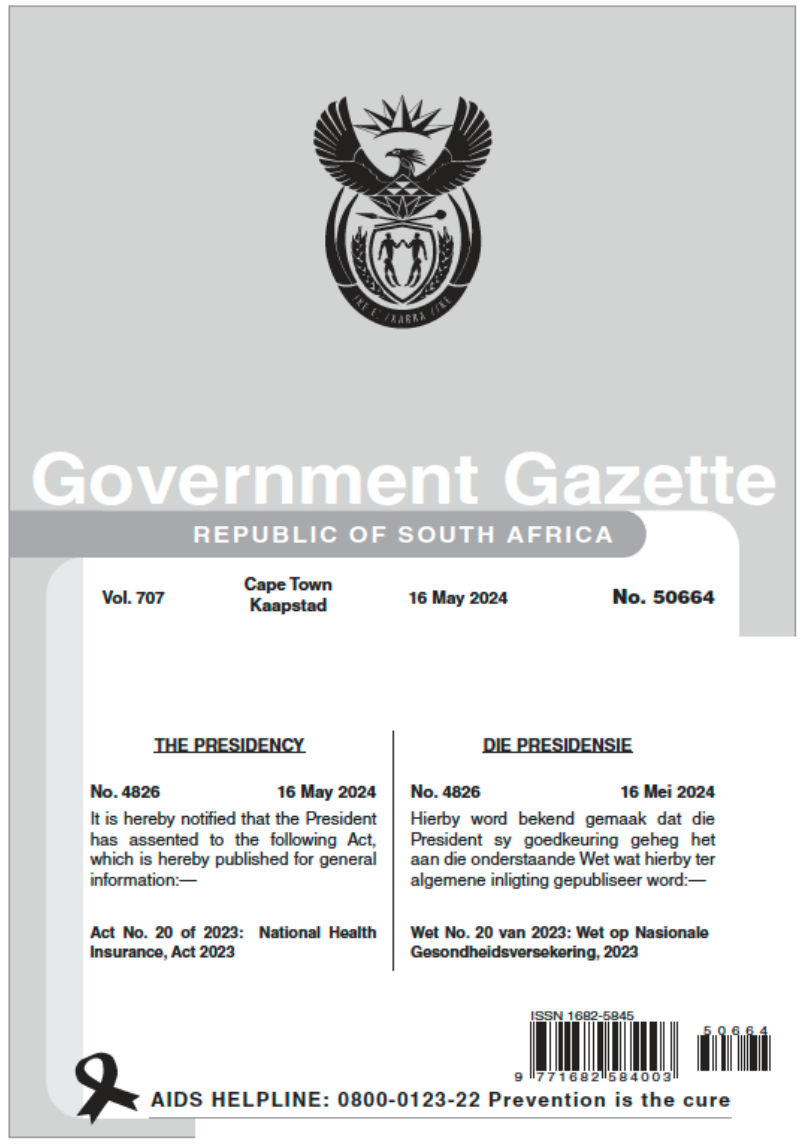 !KE E: /XARRA //KE
Government Gazette
REPUBLIC OF SOUTH AFRICA
Vol. 707
Cape Town
Kaapstad
16 May 2024
No. 50664
THE PRESIDENCY
No. 4826 16 May 2024
It is hereby notified that the President
has assented to the following Act,
which is hereby published for general
information:—
Act No. 20 of 2023: National Health
Insurance, Act 2023
DIE PRESIDENSIE
No. 4826 16 Mei 2024
Hierby word bekend gemaak dat die
President sy goedkeuring geheg het
aan die onderstaande Wet wat hierby ter
algemene inligting gepubliseer word:—
Wet No. 20 van 2023: Wet op Nasionale
Gesondheidsversekering, 2023
ISSN 1682-5845
50664
9 771682 584003
AIDS HELPLINE: 0800-0123-22 Prevention is the cure